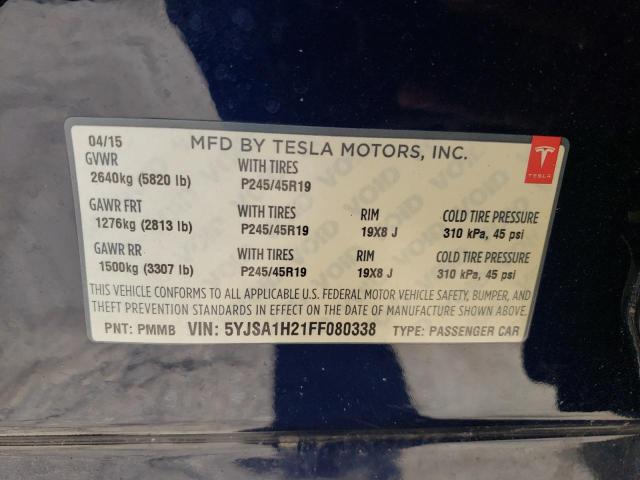 04/15 MFD BY TESLA MOTORS, INC.
GVWR WITH TIRES
2640kg (5820 lb) P245/45R19
TESLA
GAWR FRT WITH TIRES RIM COLD TIRE PRESSURE
1276kg (2813 lb) P245/45R19 19X8 J 310 kPa, 45 psi
GAWR RR WITH TIRES RIM COLD TIRE PRESSURE
1500kg (3307 lb) P245/45R19 19X8 J 310 kPa, 45 psi
THIS VEHICLE CONFORMS TO ALL APPLICABLE U.S. FEDERAL MOTOR VEHICLE SAFETY, BUMPER, AND
THEFT PREVENTION STANDARDS IN EFFECT ON THE DATE OF MANUFACTURE SHOWN ABOVE.
PNT: PMMB VIN: 5YJSA1H21FF080338 TYPE: PASSENGER CAR